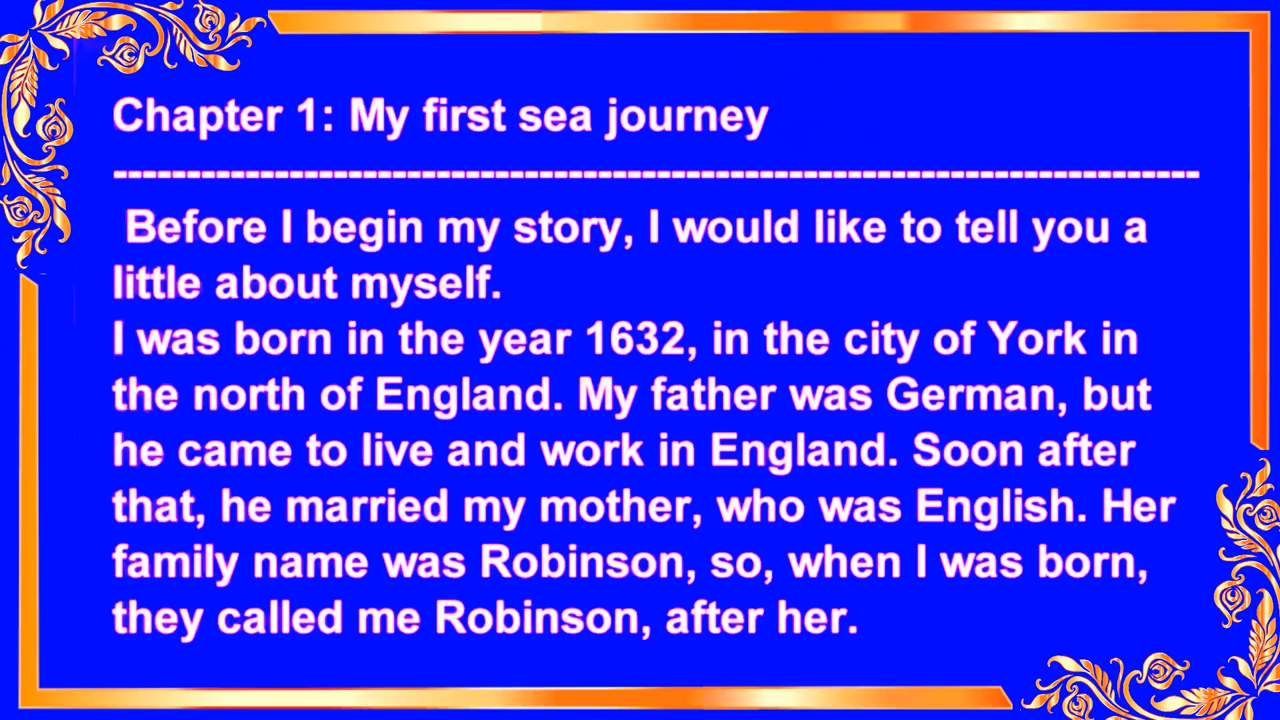 Chapter 1: My first sea journey
--------------------------------------------------------------------------
Before I begin my story, I would like to tell you a
little about myself.
I was born in the year 1632, in the city of York in
the north of England. My father was German, but
he came to live and work in England. Soon after
that, he married my mother, who was English. Her
family name was Robinson, so, when I was born,
they called me Robinson, after her.